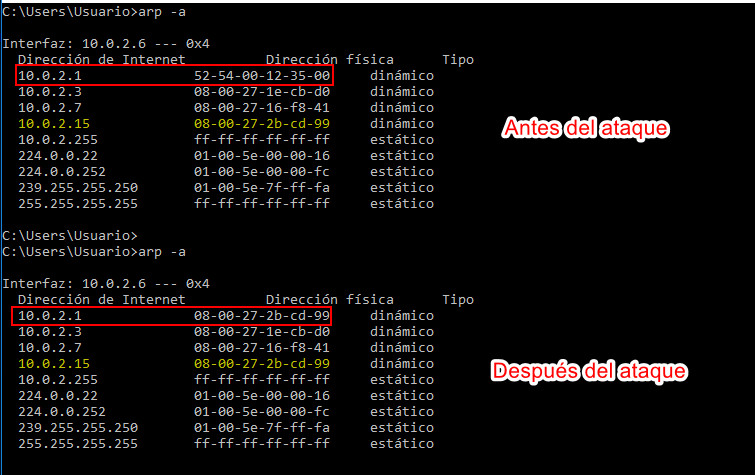 C:\Users\Usuario>arp -a
Interfaz: 10.0.2.6 --- 0x4
Dirección de Internet Dirección física Tipo
10.0.2.1 52-54-00-12-35-00 dinámico
10.0.2.3 08-00-27-1e-cb-d0 dinámico
10.0.2.7 08-00-27-16-f8-41 dinámico
10.0.2.15 08-00-27-2b-cd-99 dinámico
10.0.2.255 ff-ff-ff-ff-ff-ff estático
224.0.0.22 01-00-5e-00-00-16 estático
224.0.0.252 01-00-5e-00-00-fc estático
239.255.255.250 01-00-5e-7f-ff-fa estático
255.255.255.255 ff-ff-ff-ff-ff-ff estático
Antes del ataque
C:\Users\Usuario>
C:\Users\Usuario>arp -a
Interfaz: 10.0.2.6 --- 0x4
Dirección de Internet Dirección física Tipo
10.0.2.1 08-00-27-2b-cd-99 dinámico
10.0.2.3 08-00-27-1e-cb-d0 dinámico
10.0.2.7 08-00-27-16-f8-41 dinámico
10.0.2.15 08-00-27-2b-cd-99 dinámico
10.0.2.255 ff-ff-ff-ff-ff-ff estático
224.0.0.22 01-00-5e-00-00-16 estático
224.0.0.252 01-00-5e-00-00-fc estático
239.255.255.250 01-00-5e-7f-ff-fa estático
255.255.255.255 ff-ff-ff-ff-ff-ff estático
Después del ataque